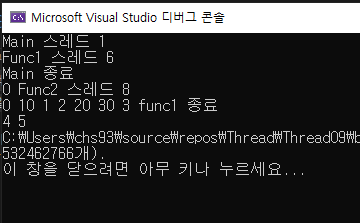 Microsoft Visual Studio 디버그 콘솔
Main 스레드 1
Func1 스레드 6
Main 종료
0 Func2 스레드 8
0 10 1 2 20 30 3 func1 종료
4 5
C:\Users\chs93\source\repos\Thread\Thread09\b
532462766개).
이 창을 닫으려면 아무 키나 누르세요...